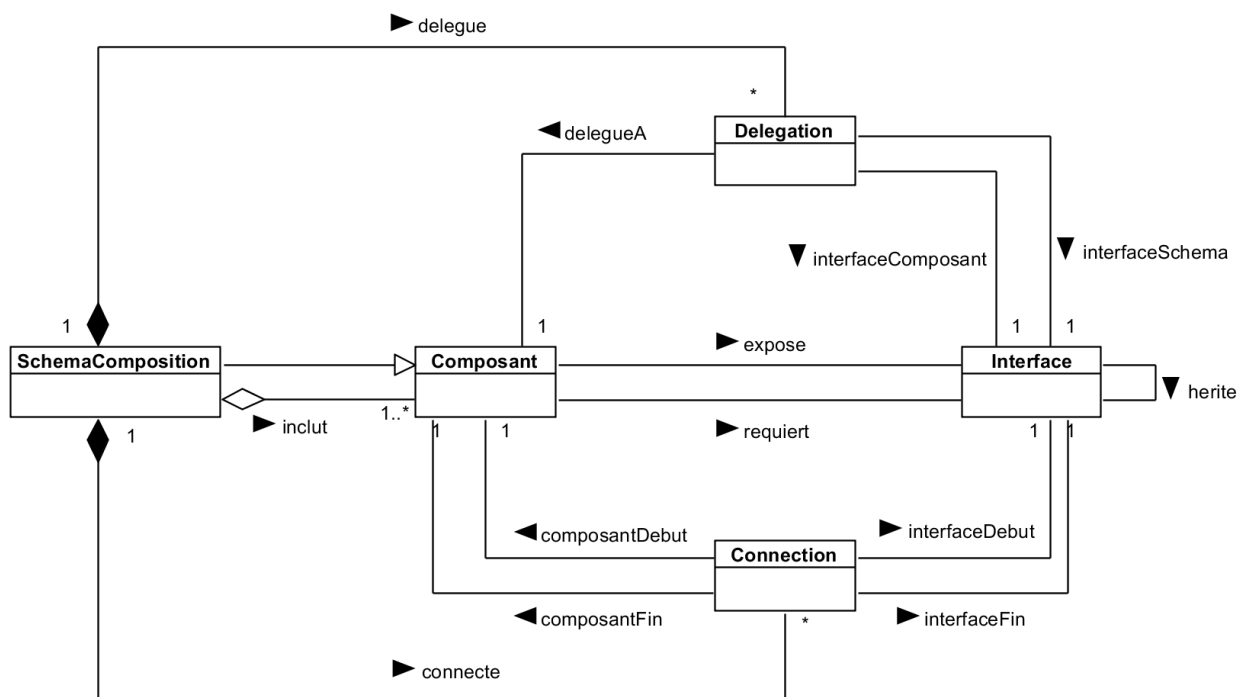 delegue
*
Delegation
delegueA
interfaceComposant
interfaceSchema
1
1
1
1
SchemaComposition
Composant
expose
Interface
herite
1..*
inclut
requiert
1
1
1
1
1
composantDebut
interfaceDebut
Connection
composantFin
interfaceFin
*
connecte